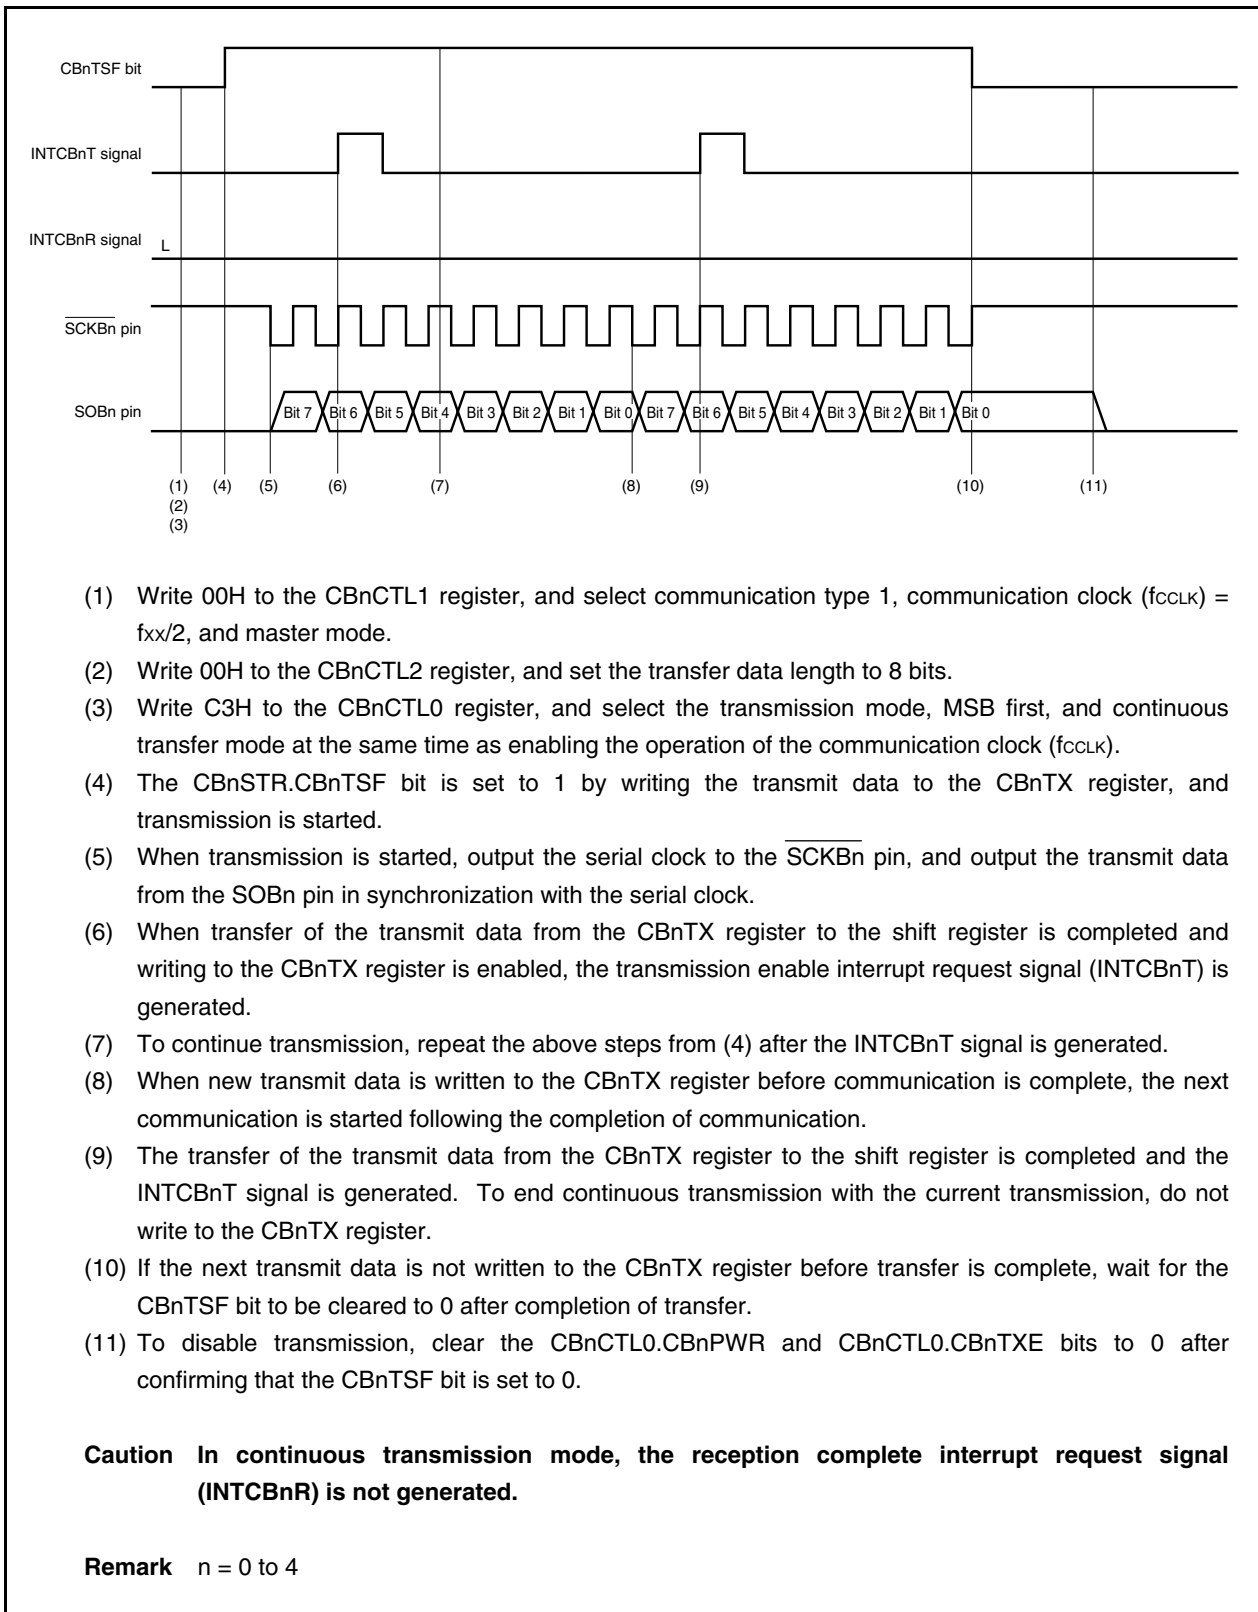 CBnTSF bit
INTCBnT signal
INTCBnR signal
L
SCKBn pin
SOBn pin
Bit 7 Bit 6 Bit 5 Bit 4 Bit 3 Bit 2 Bit 1 Bit 0 Bit 7 Bit 6 Bit 5 Bit 4 Bit 3 Bit 2 Bit 1 Bit 0
(1) (4) (5) (6) (7) (8) (9) (10) (11)
(2)
(3)
(1) Write 00H to the CBnCTL1 register, and select communication type 1, communication clock (fCCLK) =
fxx/2, and master mode.
(2) Write 00H to the CBnCTL2 register, and set the transfer data length to 8 bits.
(3) Write C3H to the CBnCTL0 register, and select the transmission mode, MSB first, and continuous
transfer mode at the same time as enabling the operation of the communication clock (fCCLK).
(4) The CBnSTR.CBnTSF bit is set to 1 by writing the transmit data to the CBnTX register, and
transmission is started.
(5) When transmission is started, output the serial clock to the SCKBn pin, and output the transmit data
from the SOBn pin in synchronization with the serial clock.
(6) When transfer of the transmit data from the CBnTX register to the shift register is completed and
writing to the CBnTX register is enabled, the transmission enable interrupt request signal (INTCBnT) is
generated.
(7) To continue transmission, repeat the above steps from (4) after the INTCBnT signal is generated.
(8) When new transmit data is written to the CBnTX register before communication is complete, the next
communication is started following the completion of communication.
(9) The transfer of the transmit data from the CBnTX register to the shift register is completed and the
INTCBnT signal is generated. To end continuous transmission with the current transmission, do not
write to the CBnTX register.
(10) If the next transmit data is not written to the CBnTX register before transfer is complete, wait for the
CBnTSF bit to be cleared to 0 after completion of transfer.
(11) To disable transmission, clear the CBnCTL0.CBnPWR and CBnCTL0.CBnTXE bits to 0 after
confirming that the CBnTSF bit is set to 0.
Caution In continuous transmission mode, the reception complete interrupt request signal
(INTCBnR) is not generated.
Remark n = 0 to 4